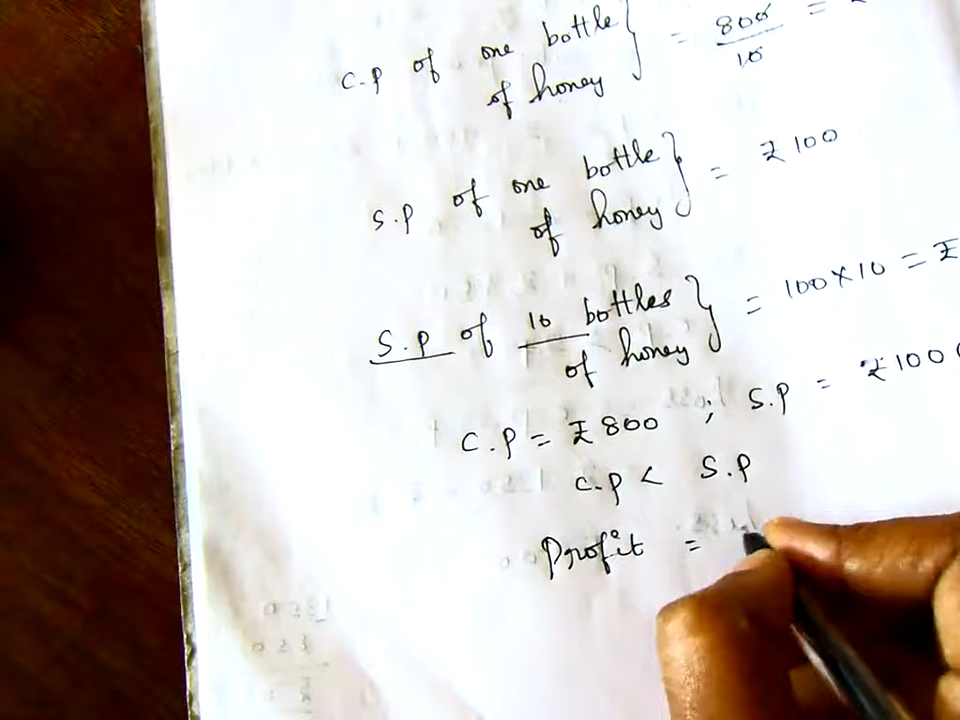 C.P of one bottle } = 800/10 =
of honey
S.P of one bottle } = ₹100
of honey
S.P of 10 bottles } = 100×10 = ₹
of honey
C.P = ₹800 ; S.P = ₹100
C.P < S.P
Profit =